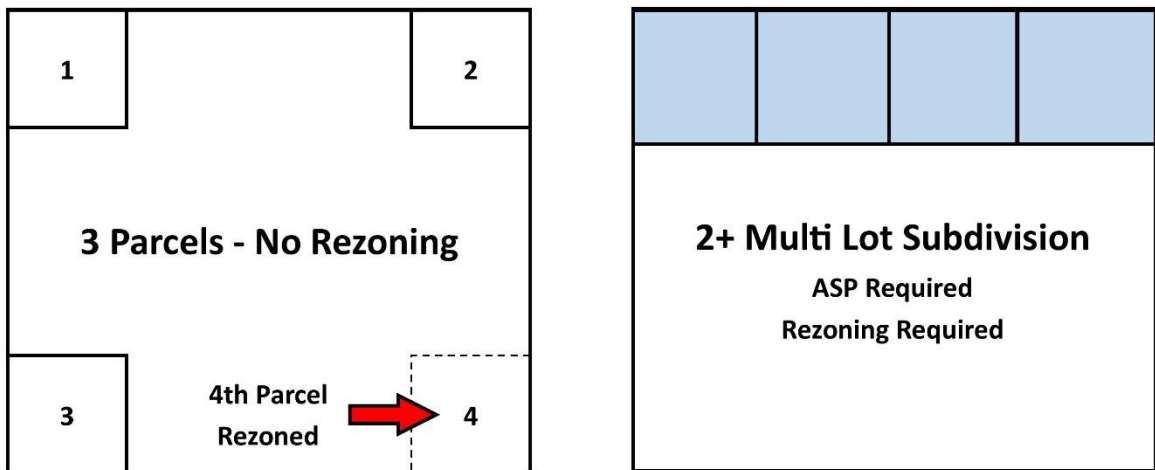 1
2
3 Parcels - No Rezoning
3
4th Parcel
Rezoned
4
2+ Multi Lot Subdivision
ASP Required
Rezoning Required